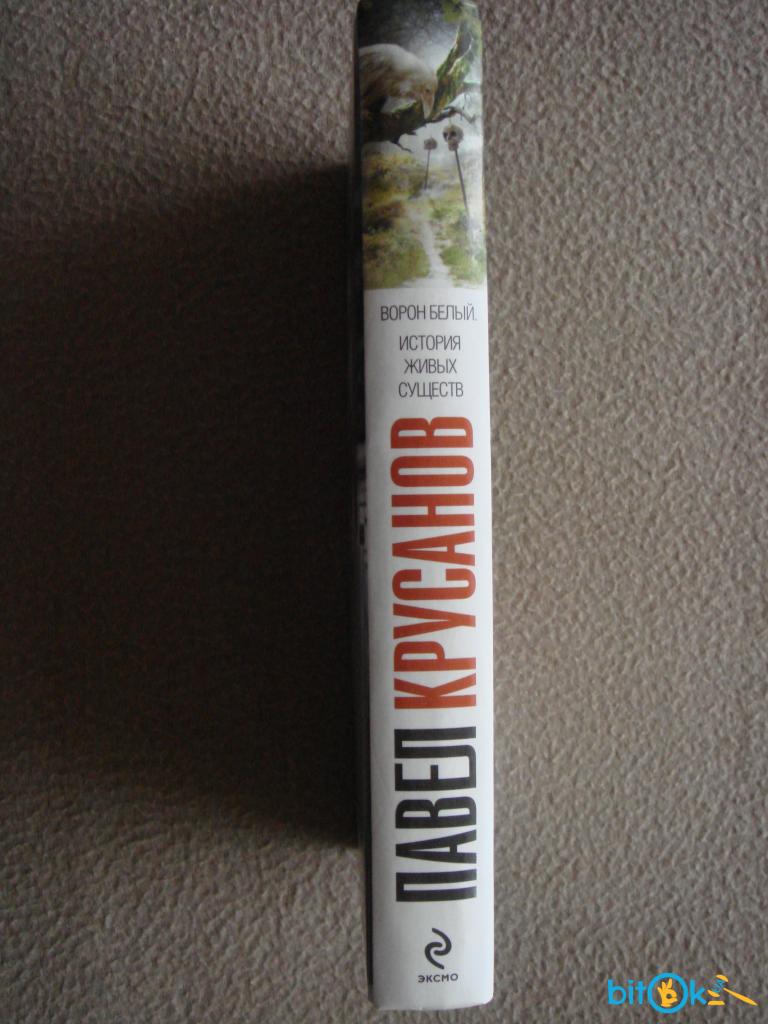 ВОРОН БЕЛЫЙ.
ИСТОРИЯ
ЖИВЫХ
СУЩЕСТВ
ПАВЕЛ КРУСАНОВ
ЭКСМО
bitOk